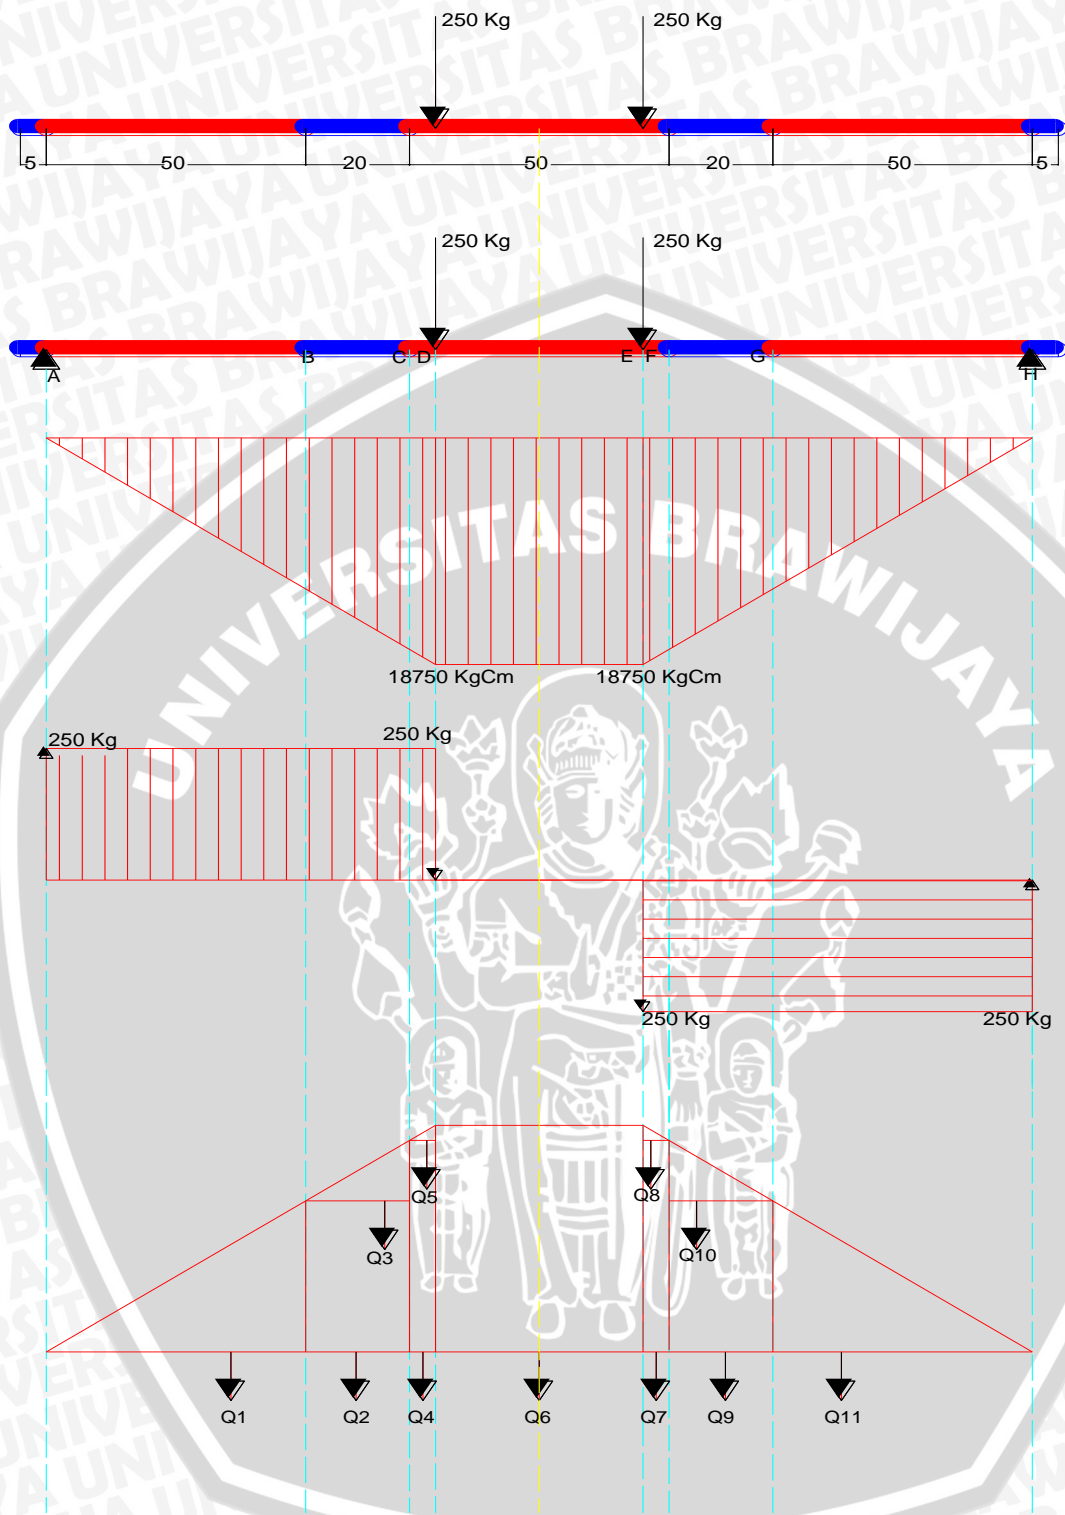 250 Kg 250 Kg
5 50 20 50 20 50 5
250 Kg 250 Kg
A B C D E F G H
UNIVERSITAS BRAWIJAYA
18750 KgCm 18750 KgCm
250 Kg 250 Kg
250 Kg 250 Kg
Q5 Q8
Q3 Q10
Q1 Q2 Q4 Q6 Q7 Q9 Q11